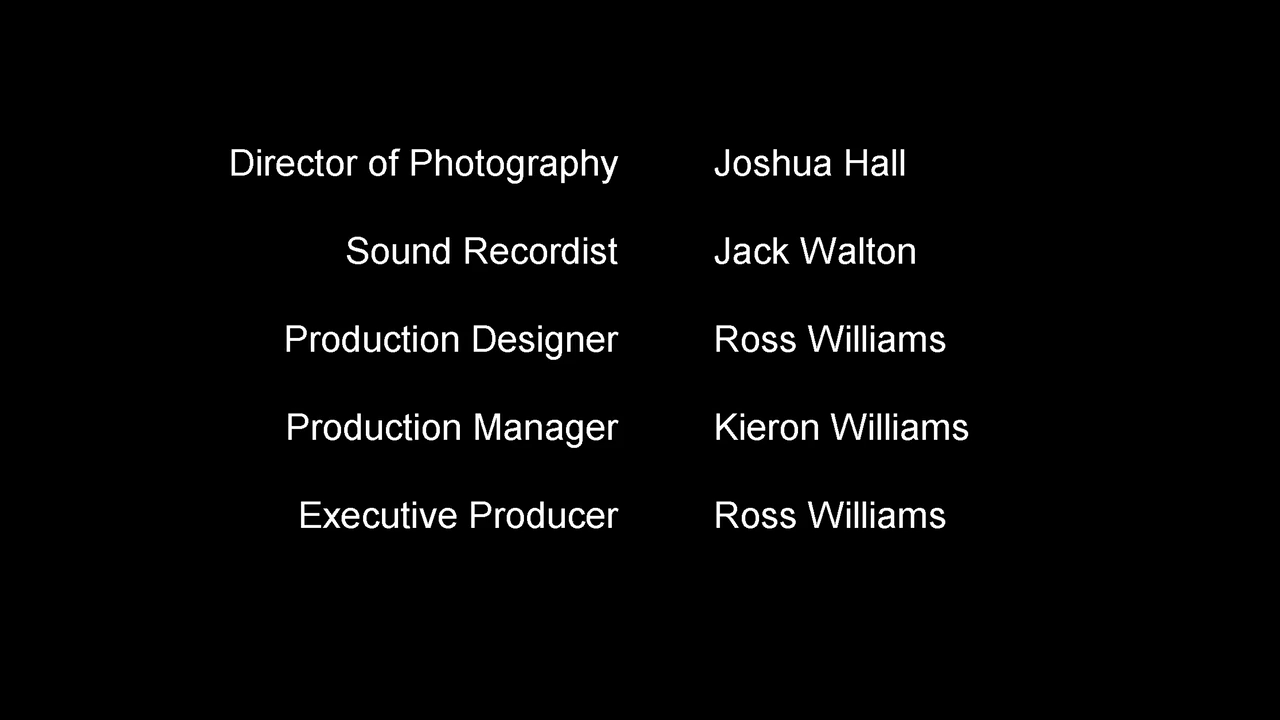 Director of Photography Joshua Hall
Sound Recordist Jack Walton
Production Designer Ross Williams
Production Manager Kieron Williams
Executive Producer Ross Williams